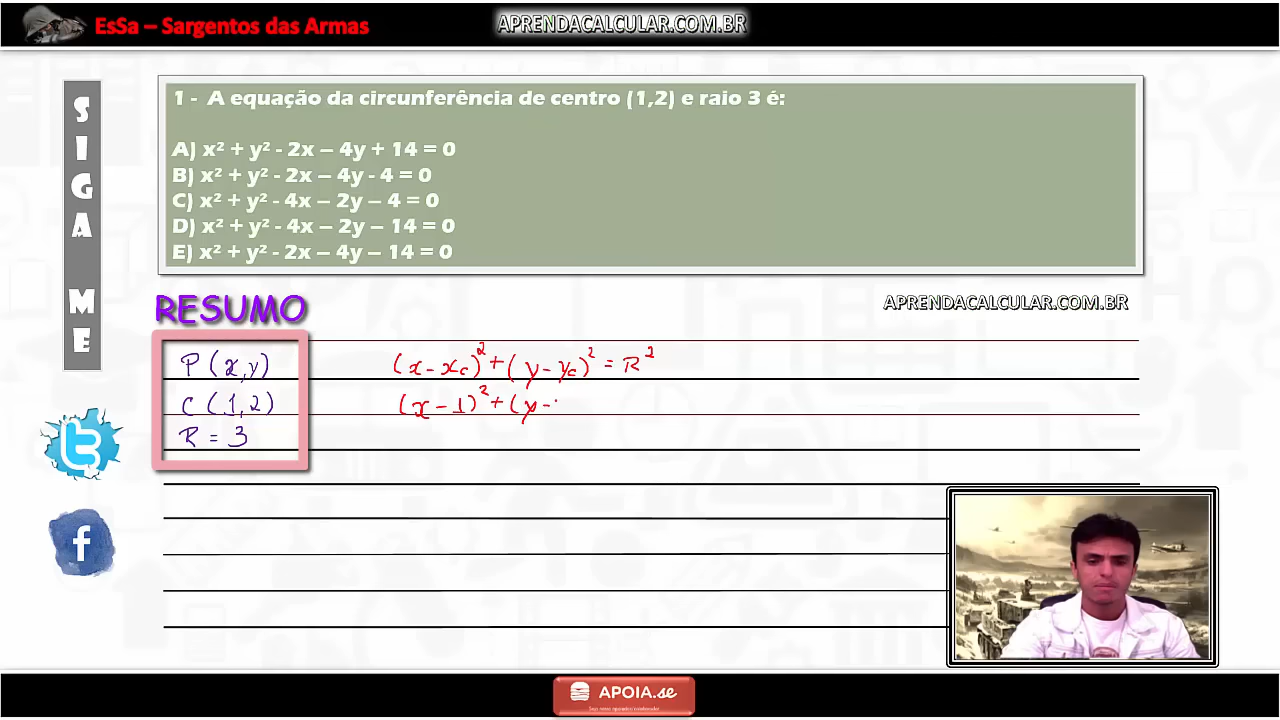 EsSa – Sargentos das Armas
APRENDACALCULAR.COM.BR
SIGA ME
1 - A equação da circunferência de centro (1,2) e raio 3 é:
A) x² + y² - 2x – 4y + 14 = 0
B) x² + y² - 2x – 4y - 4 = 0
C) x² + y² - 4x – 2y – 4 = 0
D) x² + y² - 4x – 2y – 14 = 0
E) x² + y² - 2x – 4y – 14 = 0
RESUMO
APRENDACALCULAR.COM.BR
P (x,y)
C (1,2)
R = 3
(x - xc)² + (y - yc)² = R²
(x - 1)² + (y -
APOIA.se